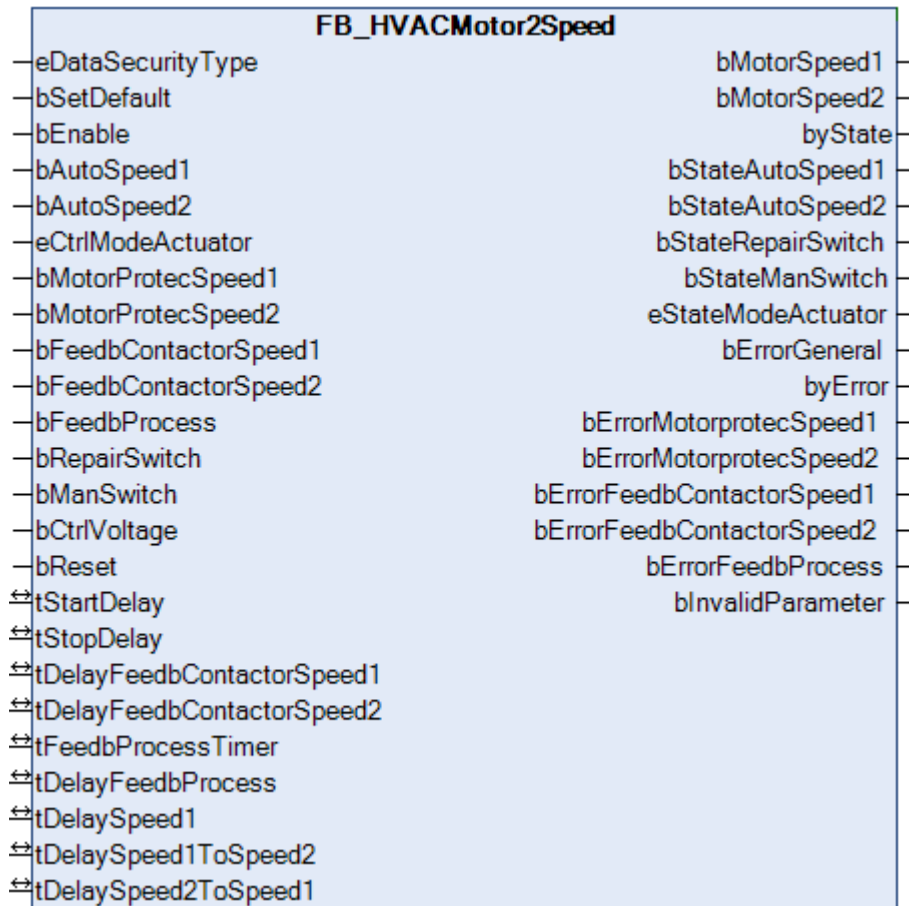 FB_HVACMotor2Speed
eDataSecurityType bMotorSpeed1
bSetDefault bMotorSpeed2
bEnable byState
bAutoSpeed1 bStateAutoSpeed1
bAutoSpeed2 bStateAutoSpeed2
eCtrlModeActuator bStateRepairSwitch
bMotorProtecSpeed1 bStateManSwitch
bMotorProtecSpeed2 eStateModeActuator
bFeedbContactorSpeed1 bErrorGeneral
bFeedbContactorSpeed2 byError
bFeedbProcess bErrorMotorprotecSpeed1
bRepairSwitch bErrorMotorprotecSpeed2
bManSwitch bErrorFeedbContactorSpeed1
bCtrlVoltage bErrorFeedbContactorSpeed2
bReset bErrorFeedbProcess
tStartDelay bInvalidParameter
tStopDelay
tDelayFeedbContactorSpeed1
tDelayFeedbContactorSpeed2
tFeedbProcessTimer
tDelayFeedbProcess
tDelaySpeed1
tDelaySpeed1ToSpeed2
tDelaySpeed2ToSpeed1